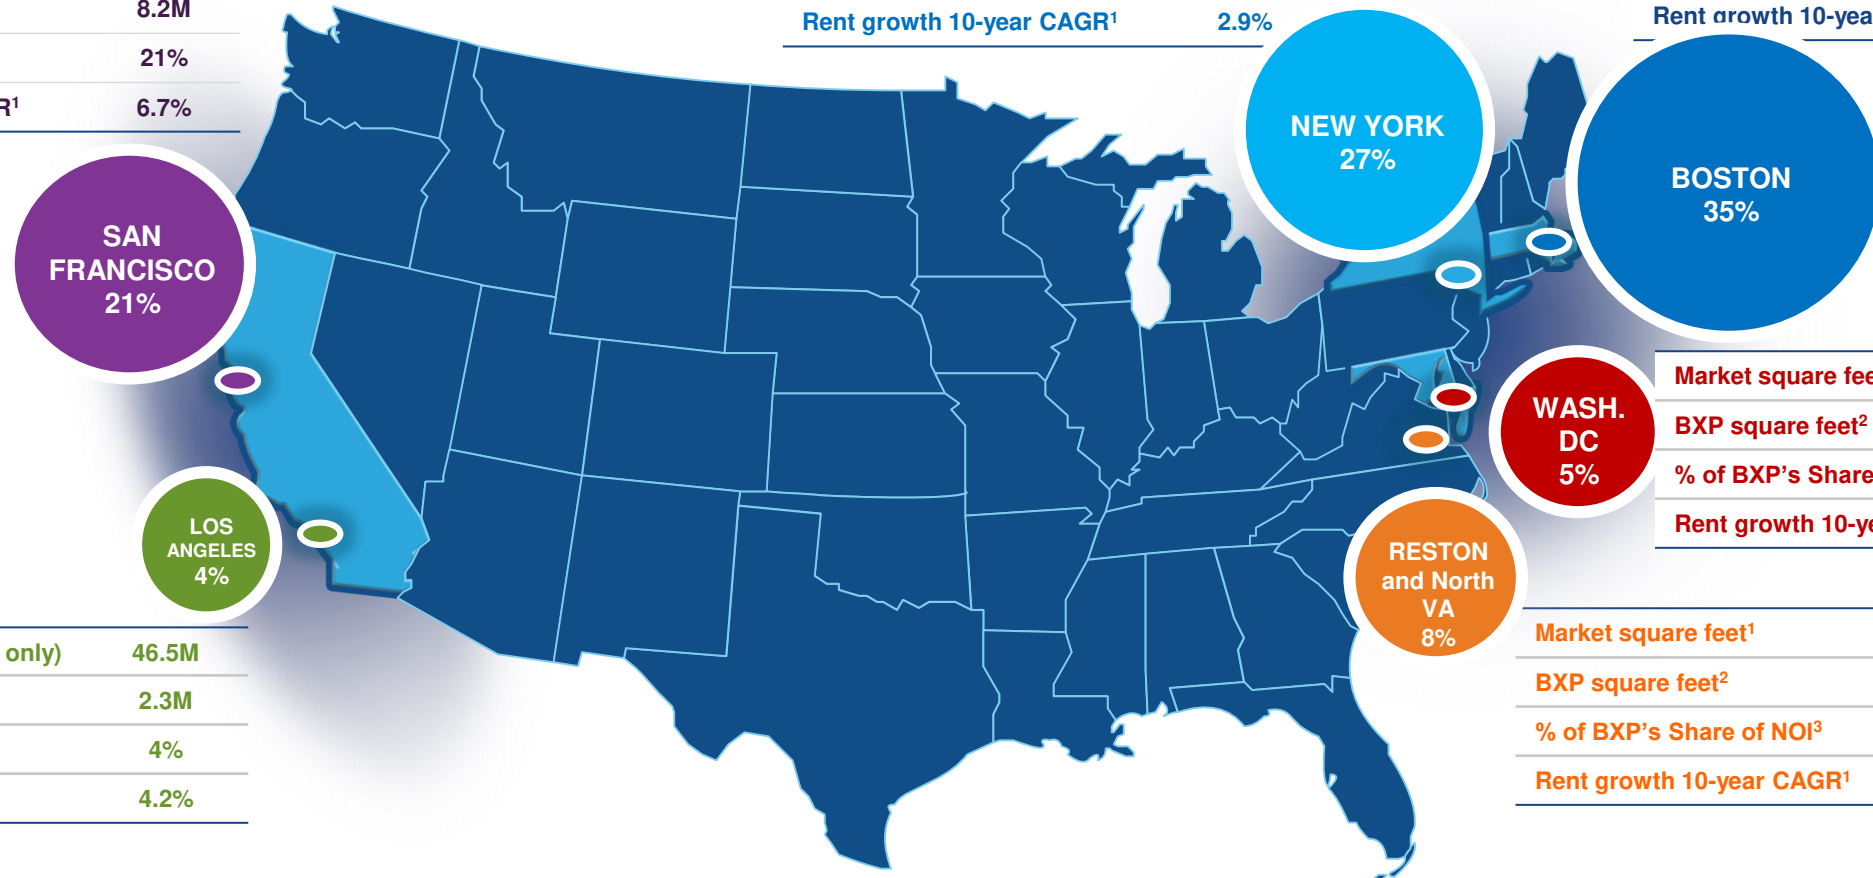 8.2M
21%
R¹ 6.7%
Rent growth 10-year CAGR¹ 2.9%
Rent growth 10-yea
NEW YORK
27%
BOSTON
35%
SAN
FRANCISCO
21%
Market square fee
BXP square feet²
% of BXP’s Share
Rent growth 10-ye
WASH.
DC
5%
LOS
ANGELES
4%
RESTON
and North
VA
8%
only) 46.5M
2.3M
4%
4.2%
Market square feet¹
BXP square feet²
% of BXP’s Share of NOI³
Rent growth 10-year CAGR¹